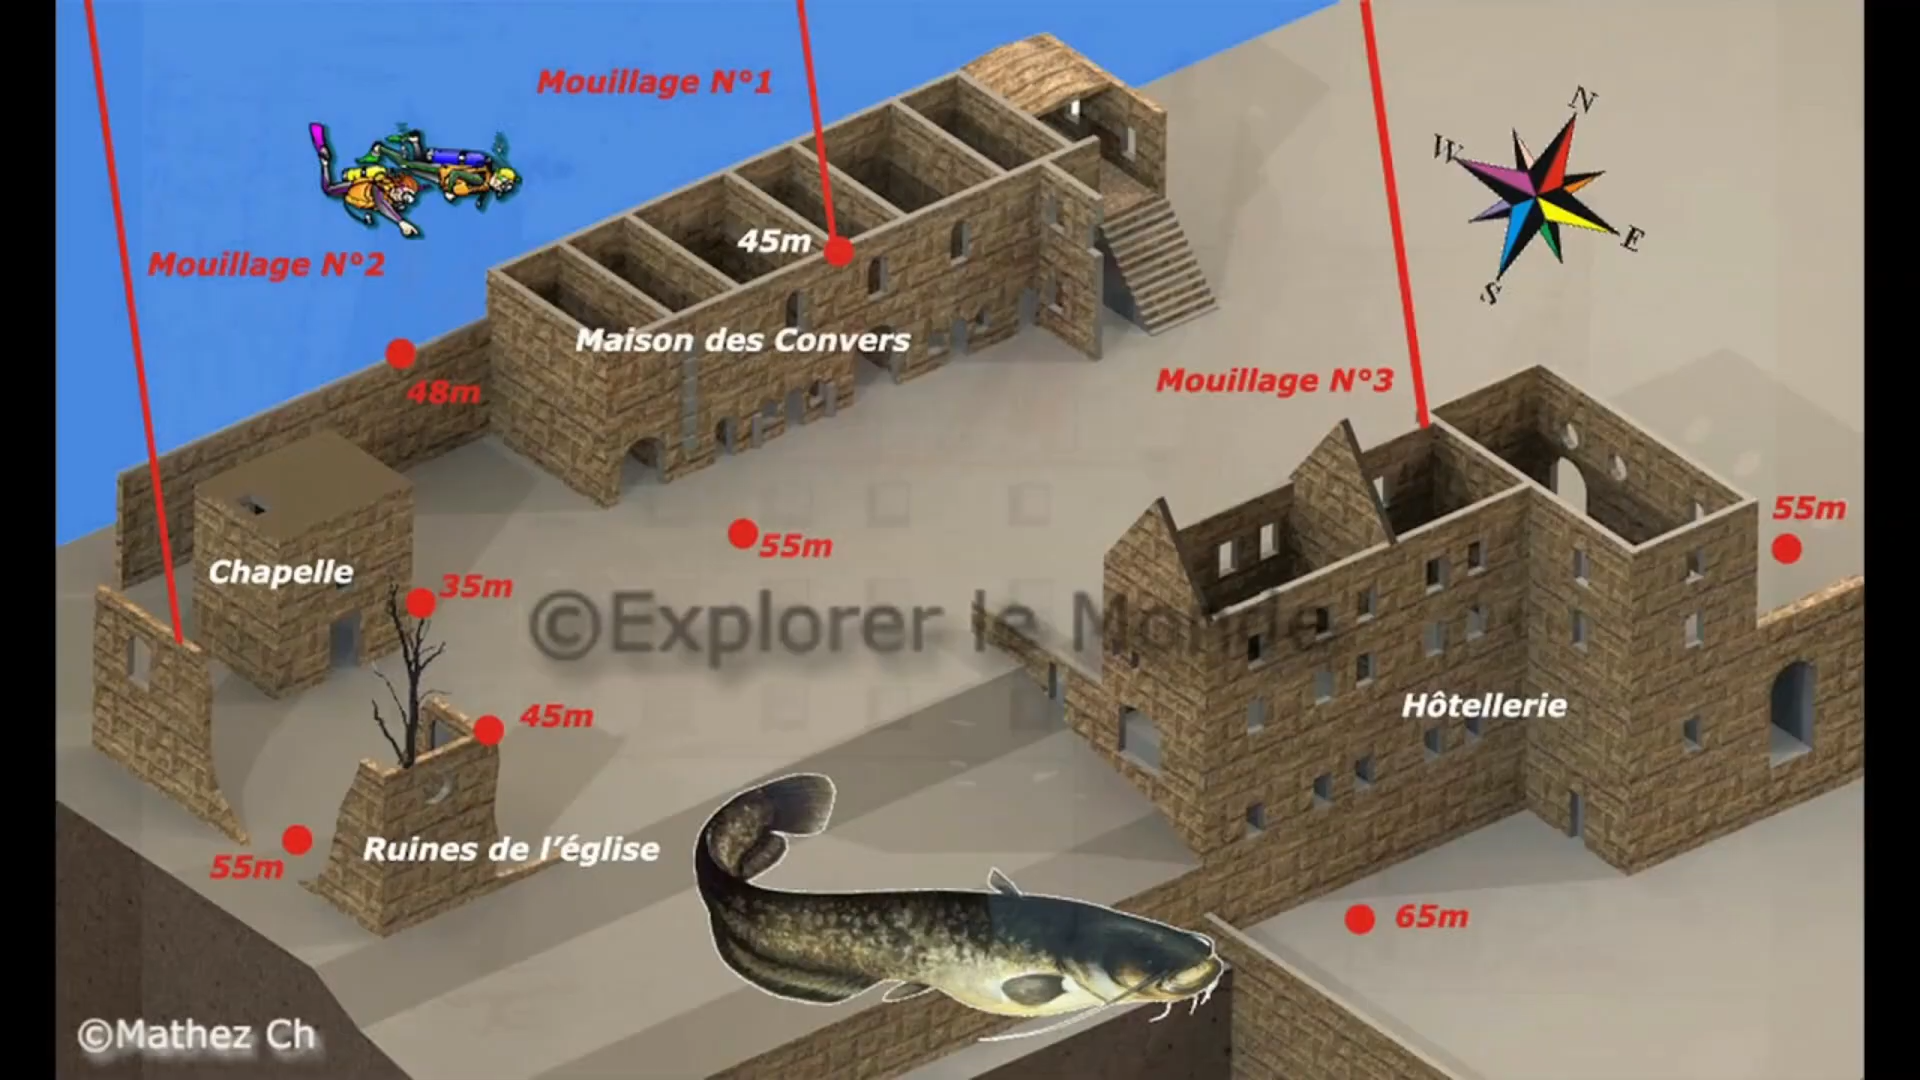 Mouillage N°1
N
W
E
S
45m
Mouillage N°2
Maison des Convers
48m
Mouillage N°3
55m
55m
Chapelle
35m
©Explorer le Monde
45m
Hôtellerie
Ruines de l'église
55m
65m
©Mathez Ch